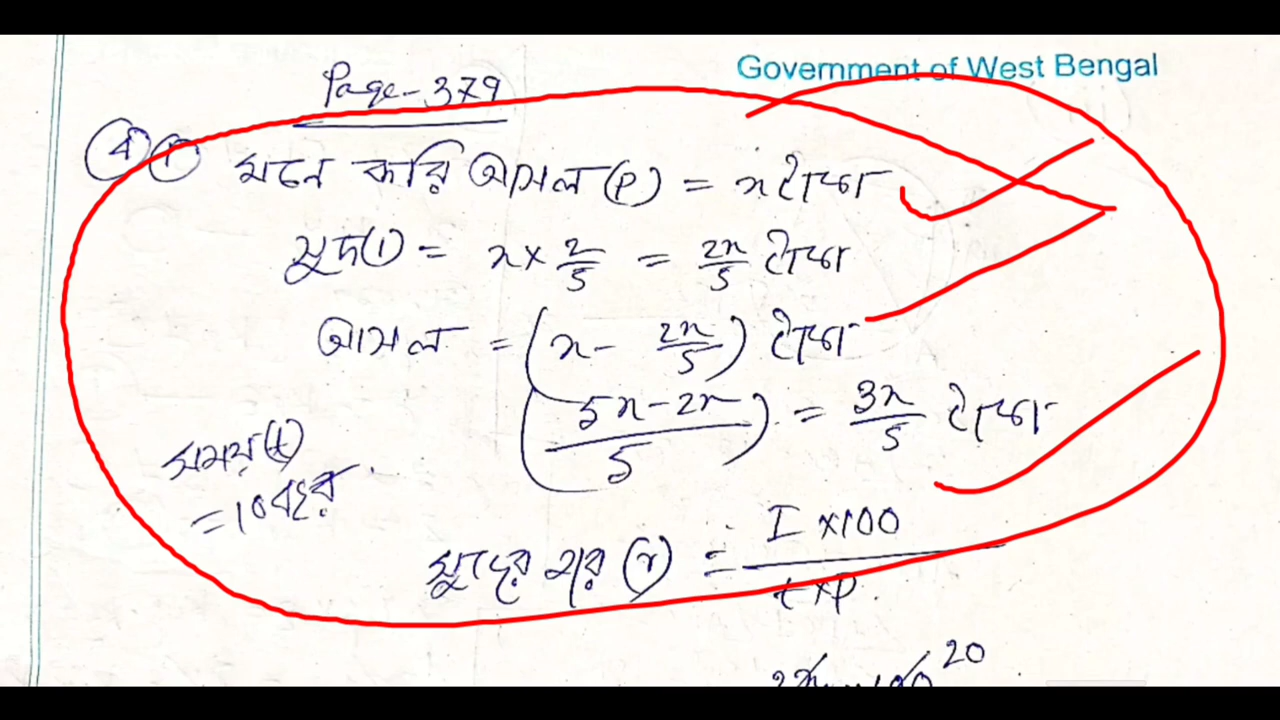 Government of West Bengal
Page-379
4 1 মনে করি আসল (P) = x টাকা
সুদ (I) = x × 2/5 = 2x/5 টাকা
আসল = (x - 2x/5) টাকা
(5x-2x/5) = 3x/5 টাকা
সময় (t)
= 10 বছর
সুদের হার (r) = I × 100 / t×P